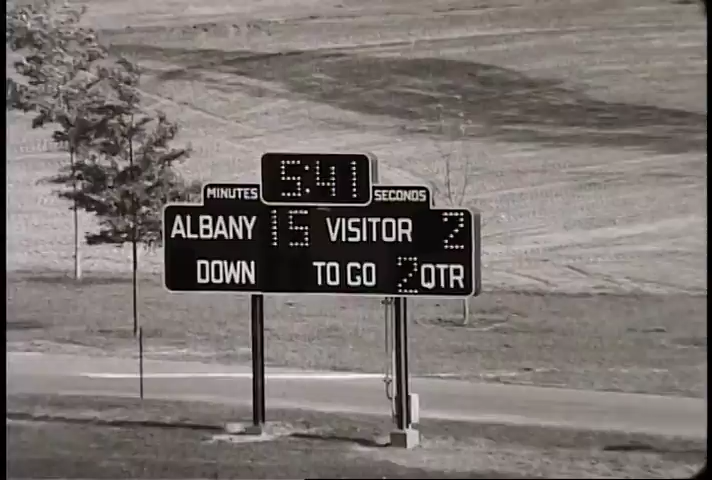 5:41
MINUTES SECONDS
ALBANY 15 VISITOR 2
DOWN TO GO 2 QTR